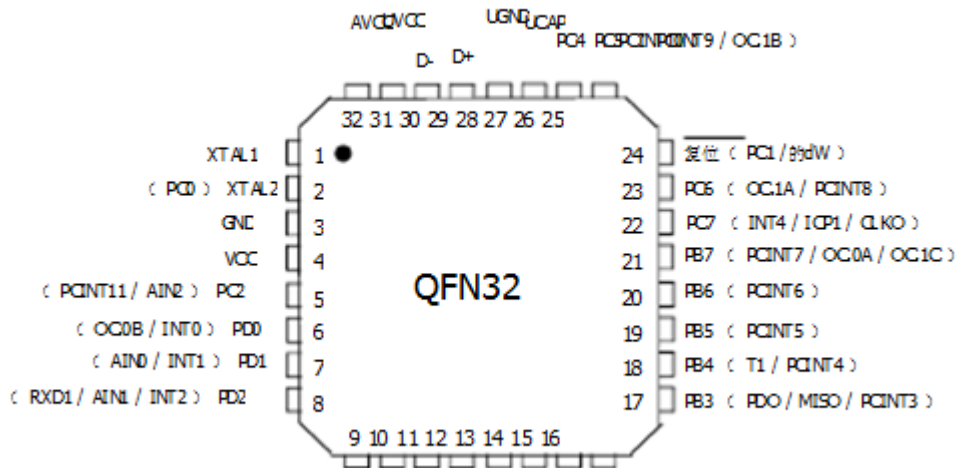 AVCC UVCC UGND UCAP
D- D+ PC4 / OC1B )
32 31 30 29 28 27 26 25
XTAL1 1 24 复位 ( PC1 / 的dW )
( PC0 ) XTAL2 2 23 PC6 ( OC1A / PCINT8 )
GND 3 22 PC7 ( INT4 / ICP1 / CLKO )
VCC 4 21 PB7 ( PCINT7 / OC0A / OC1C )
( PCINT11 / AIN2 ) PC2 5 QFN32 20 PB6 ( PCINT6 )
( OC0B / INT0 ) PD0 6 19 PB5 ( PCINT5 )
( AIN0 / INT1 ) PD1 7 18 PB4 ( T1 / PCINT4 )
( RXD1 / AIN1 / INT2 ) PD2 8 17 PB3 ( PDO / MISO / PCINT3 )
9 10 11 12 13 14 15 16